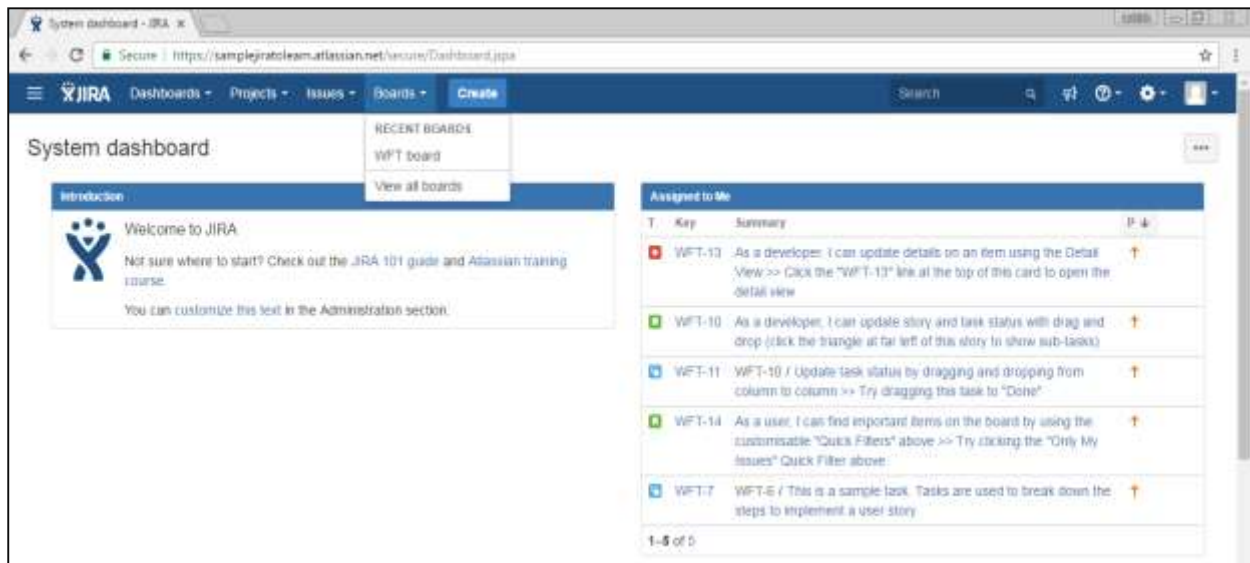 System dashboard - JIRA
Secure | https://samplejiratolearn.atlassian.net/secure/Dashboard.jspa
JIRA Dashboards Projects Issues Boards Create Search
RECENT BOARDS
WFT board
View all boards
System dashboard
Introduction
Welcome to JIRA
Not sure where to start? Check out the JIRA 101 guide and Atlassian training
course.
You can customize this text in the Administration section.
Assigned to Me
T Key Summary P
WFT-13 As a developer, I can update details on an item using the Detail
View >> Click the "WFT-13" link at the top of this card to open the
detail view
WFT-10 As a developer, I can update story and task status with drag and
drop (click the triangle at far left of this story to show sub-tasks)
WFT-11 WFT-10 / Update task status by dragging and dropping from
column to column >> Try dragging this task to "Done"
WFT-14 As a user, I can find important items on the board by using the
customisable "Quick Filters" above >> Try clicking the "Only My
Issues" Quick Filter above
WFT-7 WFT-6 / This is a sample task. Tasks are used to break down the
steps to implement a user story
1–5 of 5